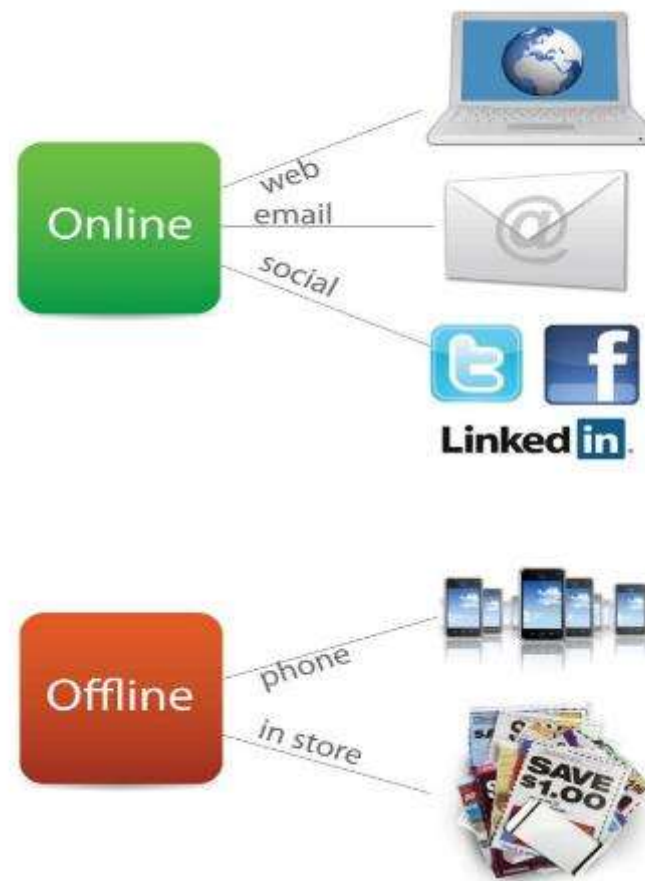 Online
web
email
social
@
t
f
Linked in
Offline
phone
in store
SAVE
$1.00